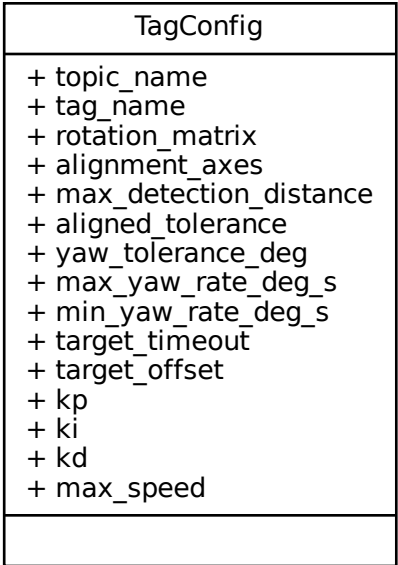 TagConfig
+ topic_name
+ tag_name
+ rotation_matrix
+ alignment_axes
+ max_detection_distance
+ aligned_tolerance
+ yaw_tolerance_deg
+ max_yaw_rate_deg_s
+ min_yaw_rate_deg_s
+ target_timeout
+ target_offset
+ kp
+ ki
+ kd
+ max_speed